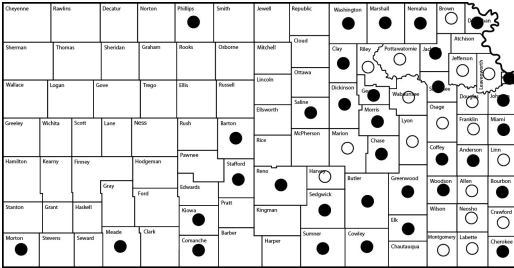 Cheyenne Rawlins Decatur Norton Phillips Smith Jewell Republic Washington Marshall Nemaha Brown
Cloud Atchison
Sherman Thomas Sheridan Graham Rooks Osborne Mitchell Clay Riley Pottawatomie Jefferson Leavenworth
Lincoln Ottawa
Wallace Logan Gove Trego Ellis Russell Dickinson Wabaunsee
Ellsworth Saline Morris Osage
Greeley Wichita Scott Lane Ness Rush Barton McPherson Marion Lyon Franklin Miami
Rice Chase
Pawnee Stafford Coffey Anderson Linn
Hamilton Kearny Finney Hodgeman Reno Harvey
Gray Edwards Butler Greenwood Woodson Allen Bourbon
Ford Sedgwick
Stanton Grant Haskell Kiowa Pratt Kingman Wilson Neosho Crawford
Elk
Morton Stevens Seward Meade Clark Comanche Barber Harper Sumner Cowley Chautauqua Montgomery Labette Cherokee